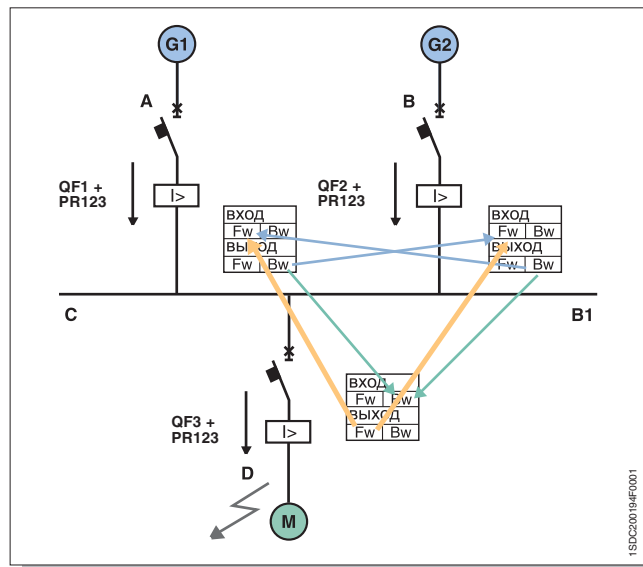 G1
G2
A
B
QF1 +
PR123
I>
QF2 +
PR123
I>
ВХОД
Fw Bw
ВЫХОД
Fw Bw
ВХОД
Fw Bw
ВЫХОД
Fw Bw
C
B1
ВХОД
Fw Bw
ВЫХОД
Fw Bw
QF3 +
PR123
I>
D
M
1SDC200194F0001